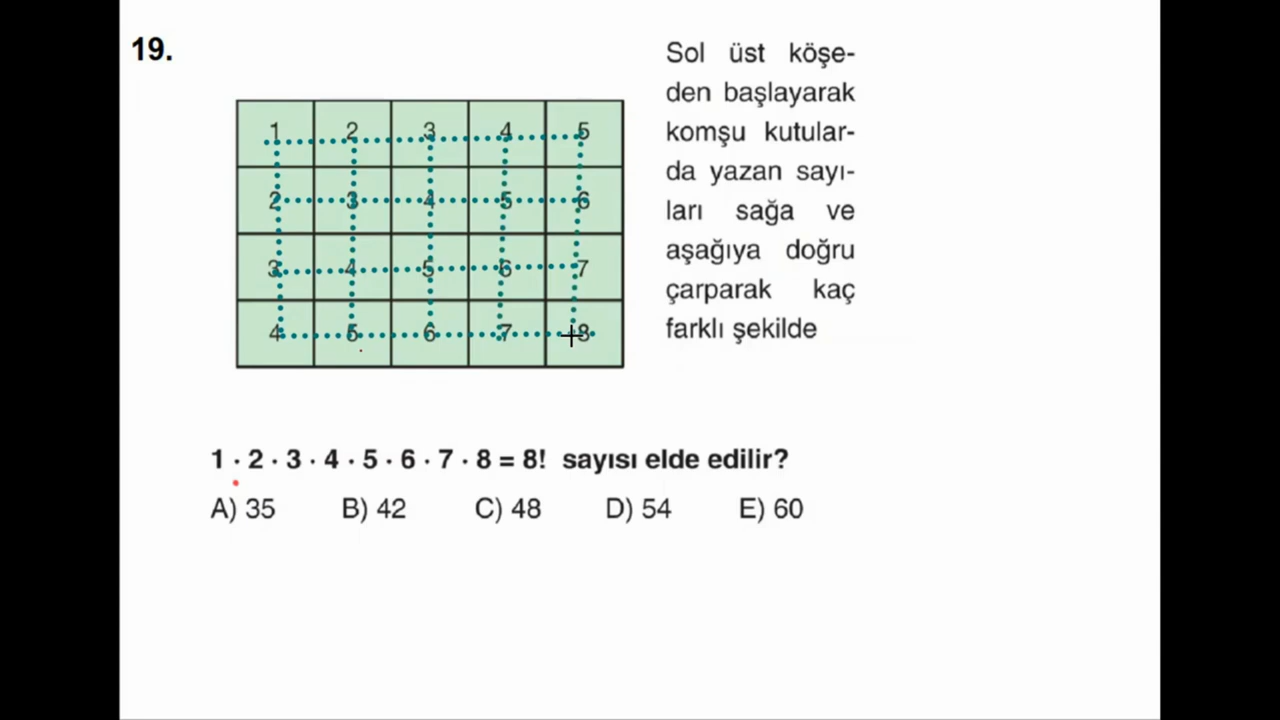 19.
1 2 3 4 5
2 3 4 5 6
3 4 5 6 7
4 5 6 7 8
Sol üst köşe-
den başlayarak
komşu kutular-
da yazan sayı-
ları sağa ve
aşağıya doğru
çarparak kaç
farklı şekilde
1 · 2 · 3 · 4 · 5 · 6 · 7 · 8 = 8! sayısı elde edilir?
A) 35 B) 42 C) 48 D) 54 E) 60